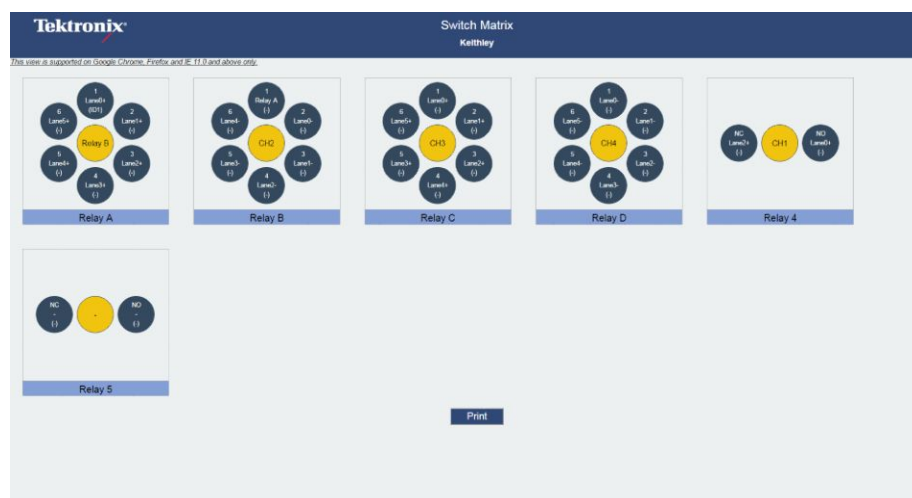 Tektronix
Switch Matrix
Keithley
This view is supported on Google Chrome, Firefox and IE 11.0 and above only.
1
Lane0+
(SD1)
6
Lane5+
(-)
2
Lane1+
(-)
Relay B
5
Lane4+
(-)
3
Lane2+
(-)
4
Lane3+
(-)
Relay A
1
Relay A
(-)
6
Lane4-
(-)
2
Lane0-
(-)
CH2
5
Lane3-
(-)
3
Lane1-
(-)
4
Lane2-
(-)
Relay B
1
Lane0+
(-)
6
Lane5+
(-)
2
Lane1+
(-)
CH3
5
Lane3+
(-)
3
Lane2+
(-)
4
Lane4+
(-)
Relay C
1
Lane0-
(-)
6
Lane5-
(-)
2
Lane1-
(-)
CH4
5
Lane4-
(-)
3
Lane2-
(-)
4
Lane3-
(-)
Relay D
NC
Lane2+
(-)
CH1
NO
Lane0+
(-)
Relay 4
NC
-
(-)
-
NO
-
(-)
Relay 5
Print